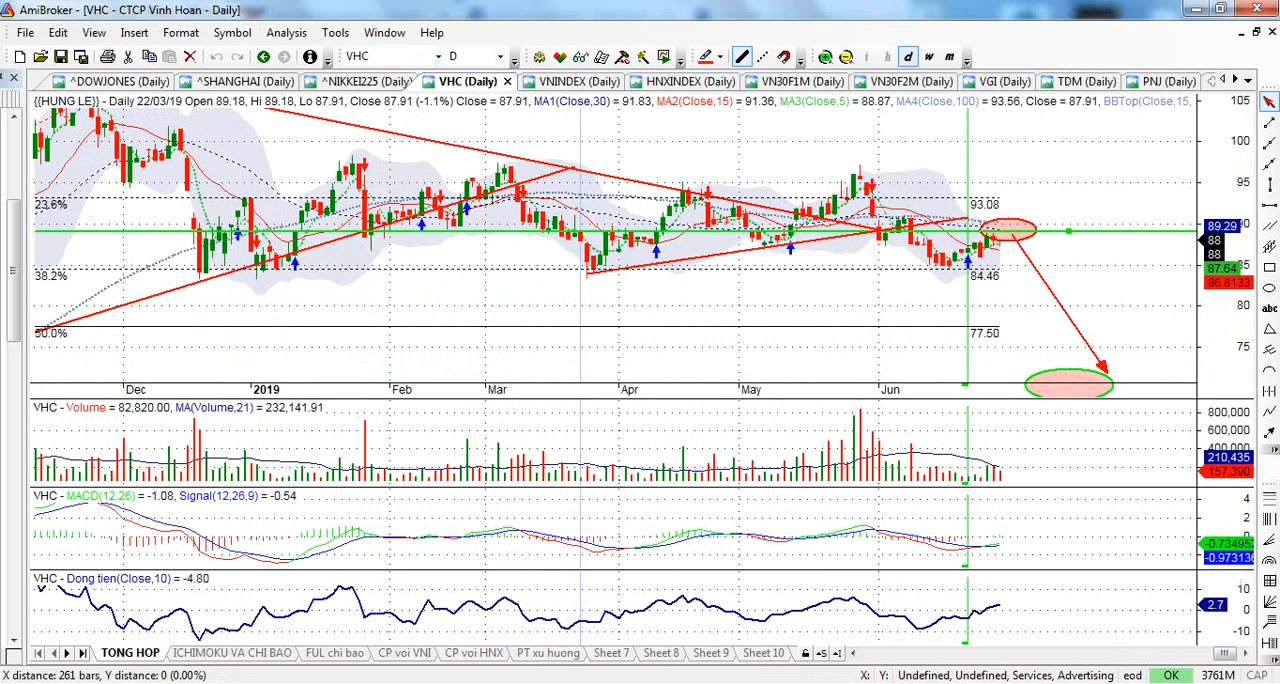 AmiBroker - [VHC - CTCP Vinh Hoan - Daily]
File Edit View Insert Format Symbol Analysis Tools Window Help
VHC D i h d w m
^DOWJONES (Daily) ^SHANGHAI (Daily) ^NIKKEI225 (Daily) VHC (Daily) VNINDEX (Daily) HNXINDEX (Daily) VN30F1M (Daily) VN30F2M (Daily) VGI (Daily) TDM (Daily) PNJ (Daily)
{{HUNG LE}} - Daily 22/03/19 Open 89.18, Hi 89.18, Lo 87.91, Close 87.91 (-1.1%) Close = 87.91, MA1(Close,30) = 91.83, MA2(Close,15) = 91.36, MA3(Close,5) = 88.87, MA4(Close,100) = 93.56, Close = 87.91, BBTop(Close,15,
105
100
95
23.6% 93.08
89.29
88
88
87.64
38.2% 84.46
86.8133
80
50.0% 77.50
75
Dec 2019 Feb Mar Apr May Jun
abc
VHC - Volume = 82,820.00, MA(Volume,21) = 232,141.91
800,000
600,000
400,000
210,435
157,390
VHC - MACD(12,26) = -1.08, Signal(12,26,9) = -0.54
4
2
-0.73495
-0.973136
VHC - Dong tien(Close,10) = -4.80
10
2.7
0
-10
TONG HOP ICHIMOKU VA CHI BAO FUL chi bao CP voi VNI CP voi HNX PT xu huong Sheet 7 Sheet 8 Sheet 9 Sheet 10
X distance: 261 bars, Y distance: 0 (0.00%) X: Y: Undefined, Undefined, Services, Advertising eod OK 3761M CAP